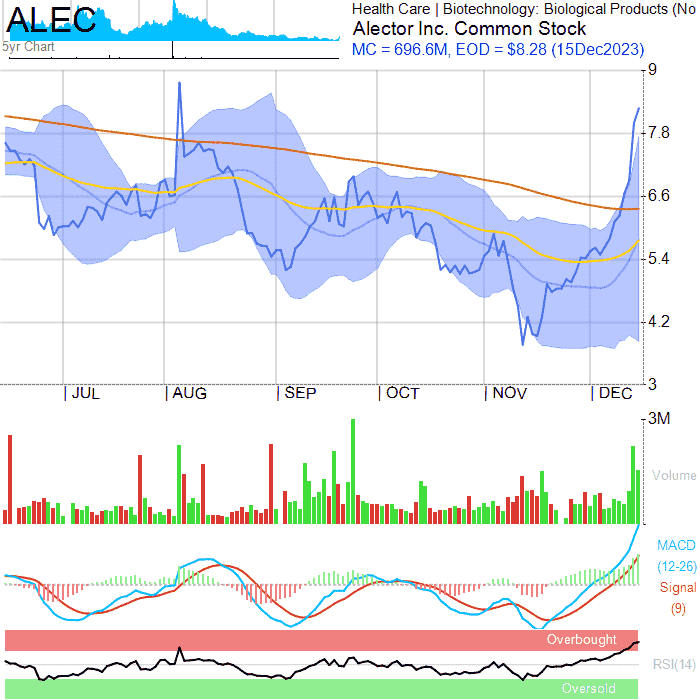 ALEC
5yr Chart
Health Care | Biotechnology: Biological Products (No
Alector Inc. Common Stock
MC = 696.6M, EOD = $8.28 (15Dec2023)
9
7.8
6.6
5.4
4.2
3
JUL AUG SEP OCT NOV DEC
3M
Volume
MACD
(12-26)
Signal
(9)
Overbought
RSI(14)
Oversold